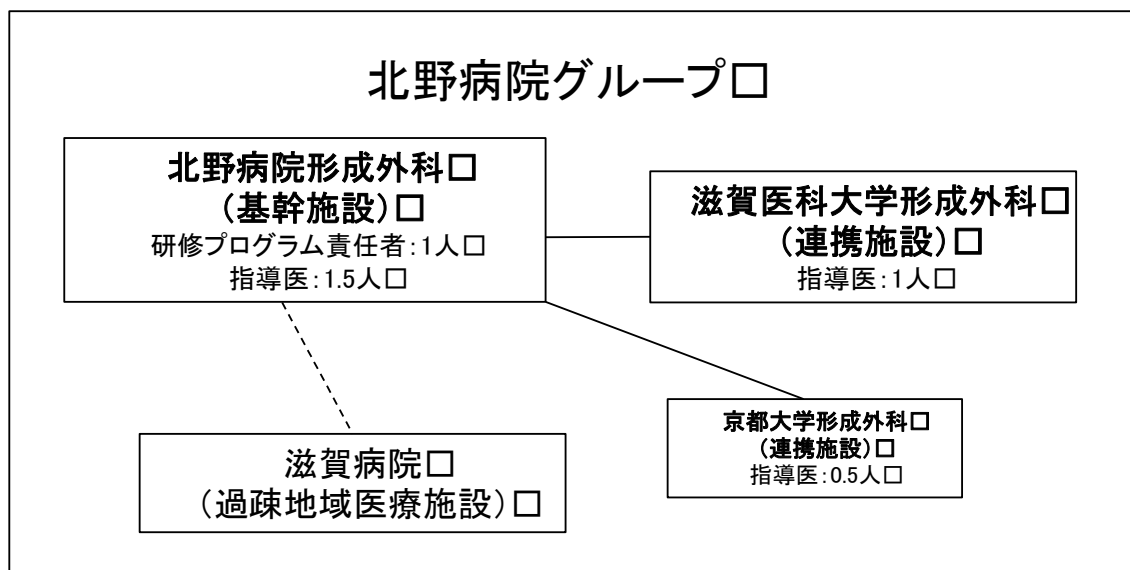 北野病院グループ□
北野病院形成外科□
（基幹施設）□
研修プログラム責任者：1人□
指導医：1.5人□
滋賀医科大学形成外科□
（連携施設）□
指導医：1人□
滋賀病院□
（過疎地域医療施設）□
京都大学形成外科□
（連携施設）□
指導医：0.5人□